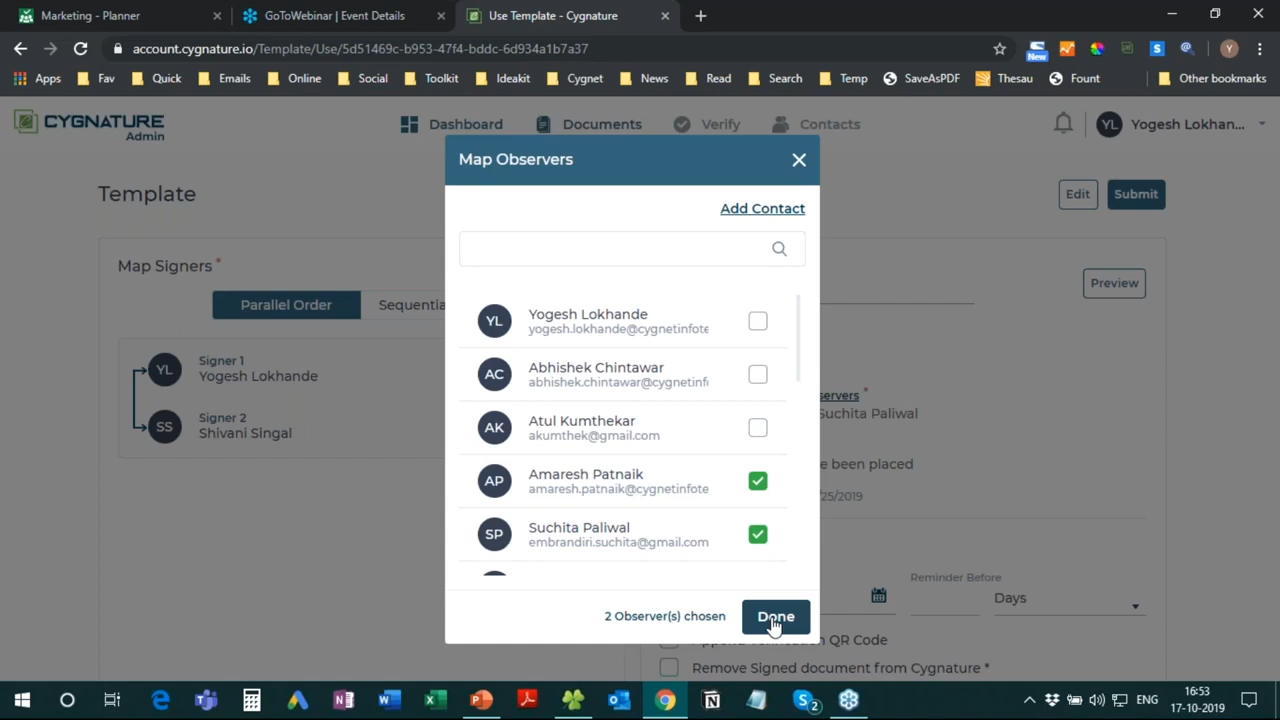 Marketing - Planner
GoToWebinar | Event Details
Use Template - Cygnature
account.cygnature.io/Template/Use/5d51469c-b953-47f4-bddc-6d934a1b7a37
New
S
Y
Apps Fav Quick Emails Online Social Toolkit Ideakit Cygnet News Read Search Temp SaveAsPDF Thesau Fount Other bookmarks
CYGNATURE
Admin
Dashboard Documents Verify Contacts
YL Yogesh Lokhan...
Template
Edit Submit
Map Signers *
Parallel Order Sequentia
YL Signer 1
Yogesh Lokhande
SS Signer 2
Shivani Singal
Map Observers
Add Contact
YL Yogesh Lokhande
yogesh.lokhande@cygnetinfote
AC Abhishek Chintawar
abhishek.chintawar@cygnetinf
AK Atul Kumthekar
akumthek@gmail.com
AP Amaresh Patnaik
amaresh.patnaik@cygnetinfote
SP Suchita Paliwal
embrandiri.suchita@gmail.com
2 Observer(s) chosen Done
Preview
servers *
Suchita Paliwal
e been placed
/25/2019
Reminder Before
Days
QR Code
Remove Signed document from Cygnature *
2
ENG
16:53
17-10-2019